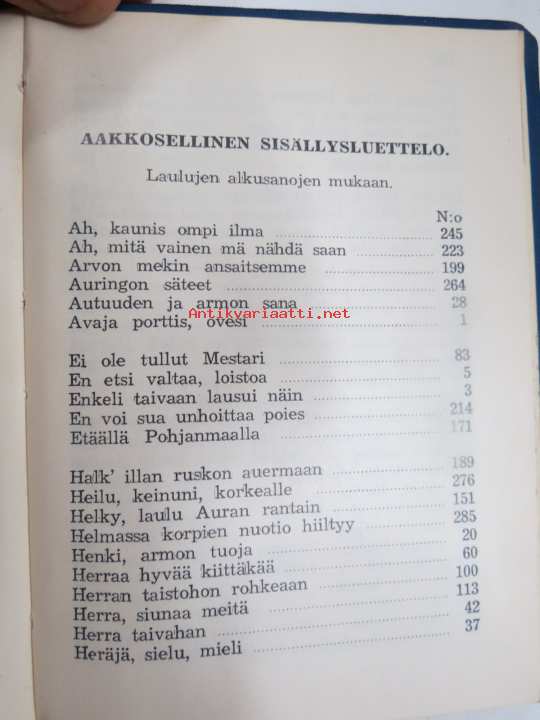 AAKKOSELLINEN SISÄLLYSLUETTELO.
Laulujen alkusanojen mukaan.
N:o
Ah, kaunis ompi ilma 245
Ah, mitä vainen mä nähdä saan 223
Arvon mekin ansaitsemme 199
Auringon säteet 264
Autuuden ja armon sana 28
Avaja porttis, ovesi 1
Antikvariaatti.net
Ei ole tullut Mestari 83
En etsi valtaa, loistoa 5
Enkeli taivaan lausui näin 3
En voi sua unhoittaa poies 214
Etäällä Pohjanmaalla 171
Halk' illan ruskon auermaan 189
Heilu, keinuni, korkealle 276
Helky, laulu Auran rantain 151
Helmassa korpien nuotio hiiltyy 285
Henki, armon tuoja 20
Herraa hyvää kiittäkää 60
Herran taistohon rohkeaan 100
Herra, siunaa meitä 113
Herra taivahan 42
Heräjä, sielu, mieli 37